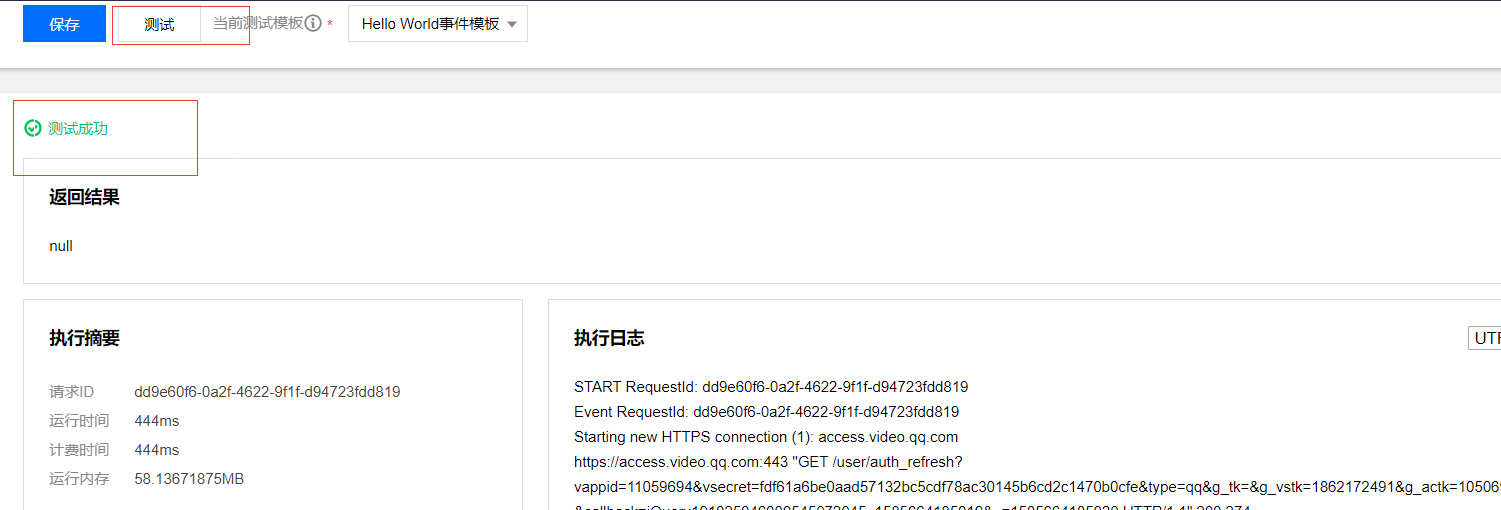 保存 测试 当前测试模板 * Hello World事件模板
测试成功
返回结果
null
执行摘要
请求ID dd9e60f6-0a2f-4622-9f1f-d94723fdd819
运行时间 444ms
计费时间 444ms
运行内存 58.13671875MB
执行日志
START RequestId: dd9e60f6-0a2f-4622-9f1f-d94723fdd819
Event RequestId: dd9e60f6-0a2f-4622-9f1f-d94723fdd819
Starting new HTTPS connection (1): access.video.qq.com
https://access.video.qq.com:443 "GET /user/auth_refresh?
vappid=11059694&vsecret=fdf61a6be0aad57132bc5cdf78ac30145b6cd2c1470b0cfe&type=qq&g_tk=&g_vstk=1862172491&g_actk=105069